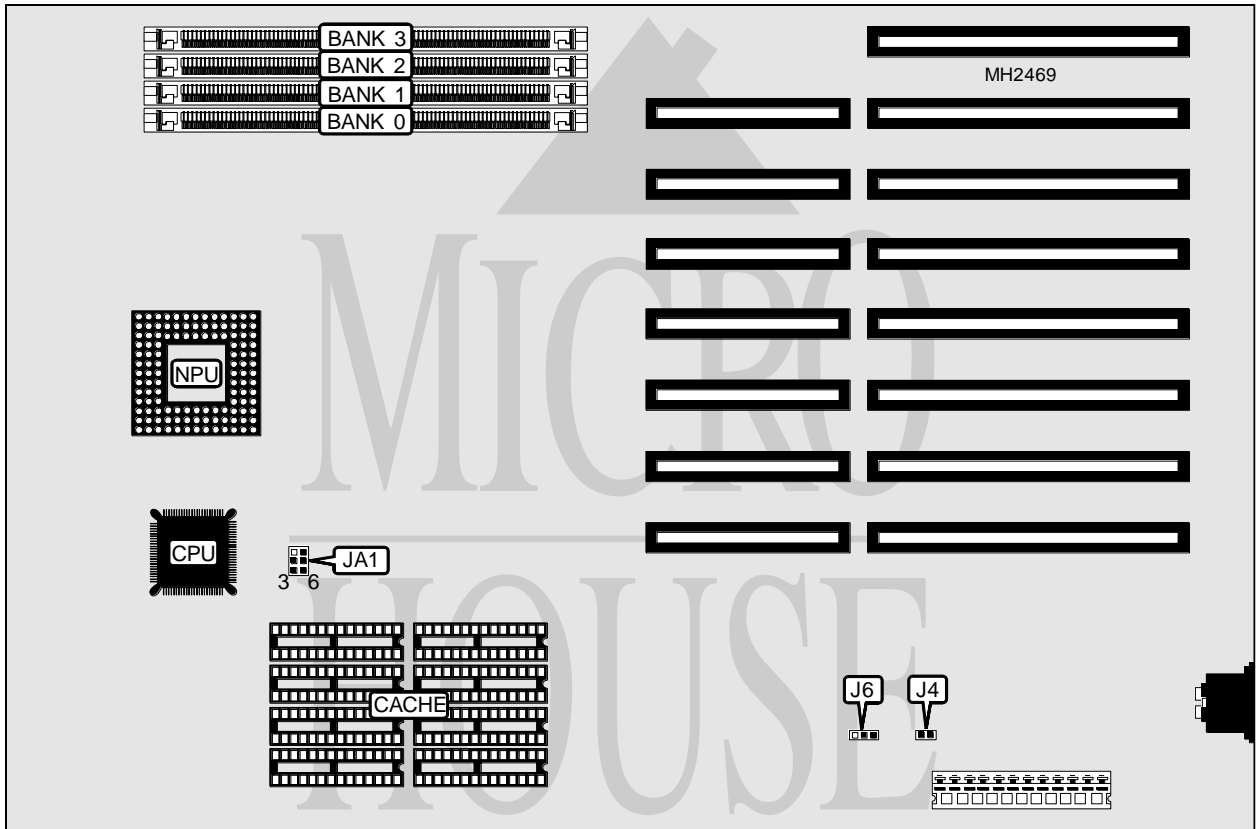 BANK 3
BANK 2
MH2469
BANK 1
BANK 0
MICRO
NPU
CPU
JA1
3 6
HOUSE
J6 J4
CACHE